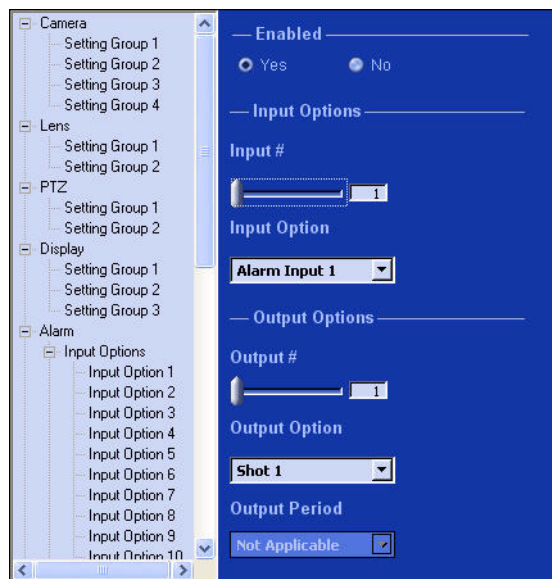 Camera
Setting Group 1
Setting Group 2
Setting Group 3
Setting Group 4
Lens
Setting Group 1
Setting Group 2
PTZ
Setting Group 1
Setting Group 2
Display
Setting Group 1
Setting Group 2
Setting Group 3
Alarm
Input Options
Input Option 1
Input Option 2
Input Option 3
Input Option 4
Input Option 5
Input Option 6
Input Option 7
Input Option 8
Input Option 9
Input Option 10
Enabled
Yes No
Input Options
Input #
1
Input Option
Alarm Input 1
Output Options
Output #
1
Output Option
Shot 1
Output Period
Not Applicable